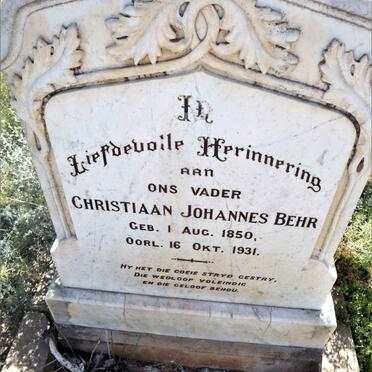 In
Liefdevolle Herinnering
AAN
ONS VADER
CHRISTIAAN JOHANNES BEHR
GEB. 1 AUG. 1850,
OORL. 16 OKT. 1931.
HY HET DIE GOEIE STRYD GESTRY,
DIE WEDLOOP VOLEINDIG
EN DIE GELOOF BEHOU.